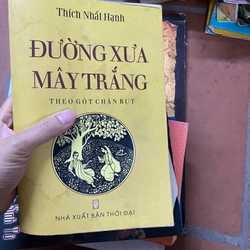 Thích Nhất Hạnh
ĐƯỜNG XƯA
MÂY TRẮNG
THEO GÓT CHÂN BỤT
NHÀ XUẤT BẢN THỜI ĐẠI